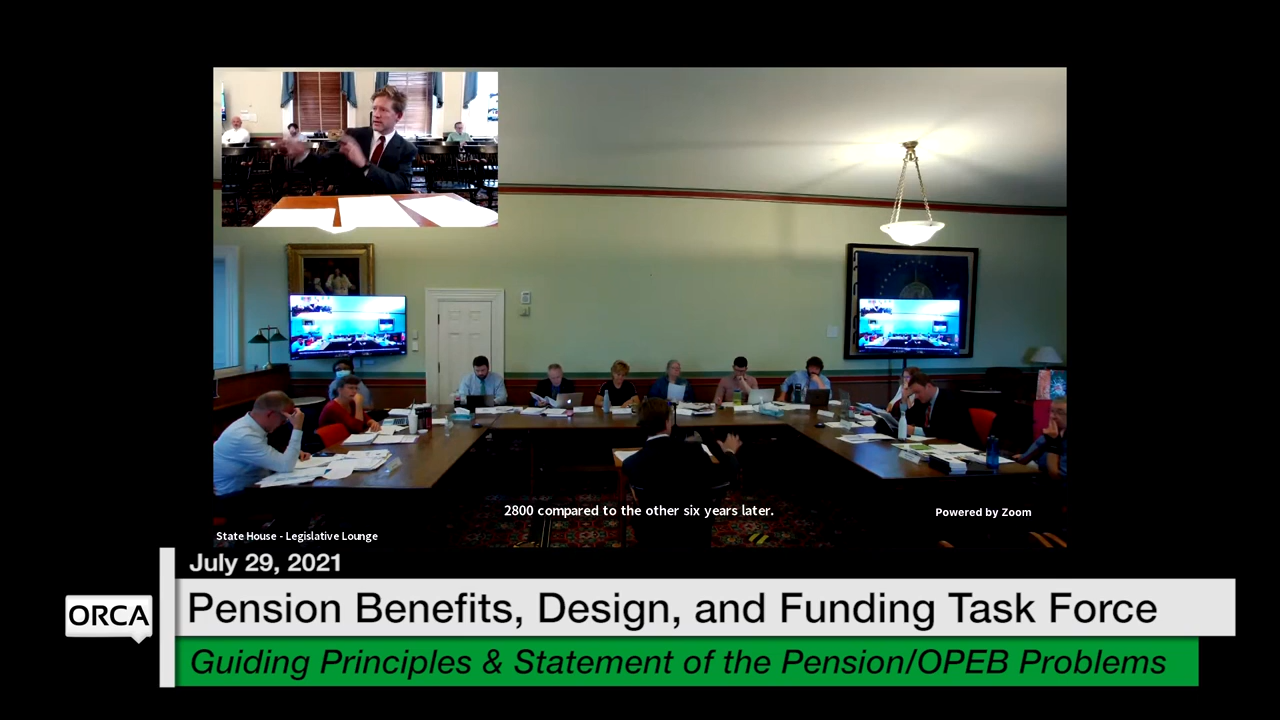 2800 compared to the other six years later.
Powered by Zoom
State House - Legislative Lounge
July 29, 2021
ORCA
Pension Benefits, Design, and Funding Task Force
Guiding Principles & Statement of the Pension/OPEB Problems